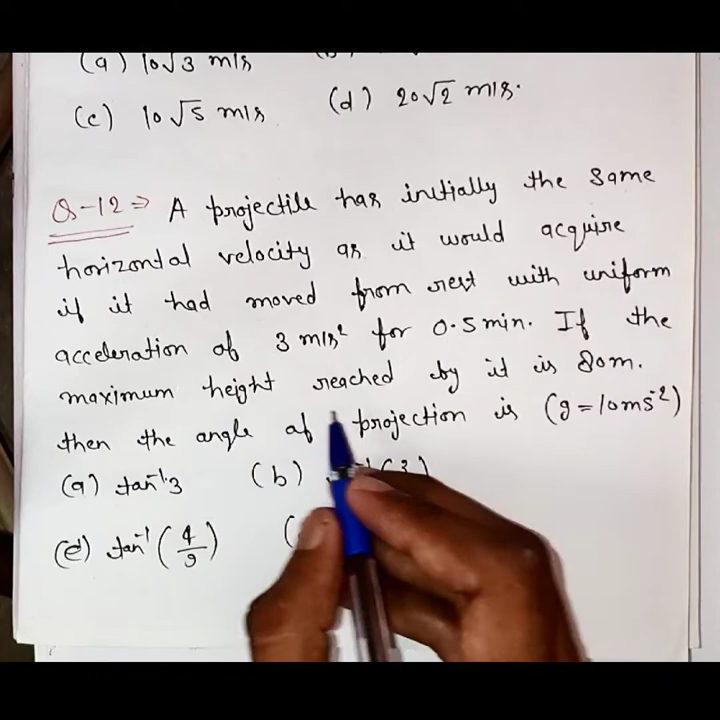 (a) 10√3 m/s
(c) 10√5 m/s (d) 20√2 m/s.
Q-12 ⇒ A projectile has initially the same
horizontal velocity as it would acquire
if it had moved from rest with uniform
acceleration of 3 m/s² for 0.5 min. If the
maximum height reached by it is 80m.
then the angle of projection is (g = 10ms⁻²)
(a) tan⁻¹3 (b)
(c) tan⁻¹(4/9)